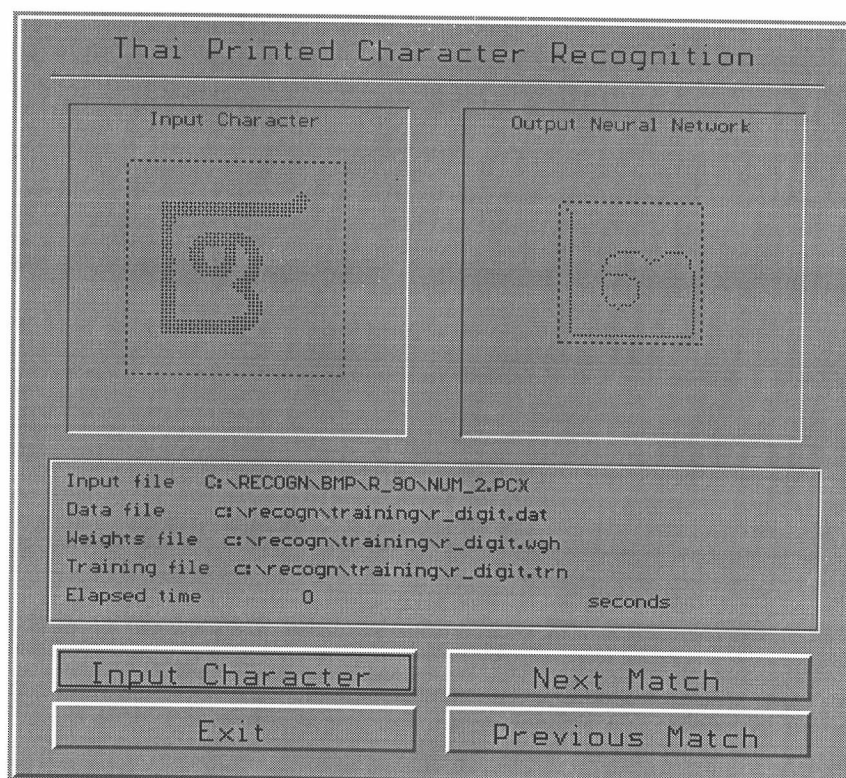 Thai Printed Character Recognition
Input Character
Output Neural Network
๒
๒
Input file C:\RECOGN\BMP\R_90\NUM_2.PCX
Data file c:\recogn\training\r_digit.dat
Weights file c:\recogn\training\r_digit.wgh
Training file c:\recogn\training\r_digit.trn
Elapsed time 0 seconds
Input Character
Next Match
Exit
Previous Match